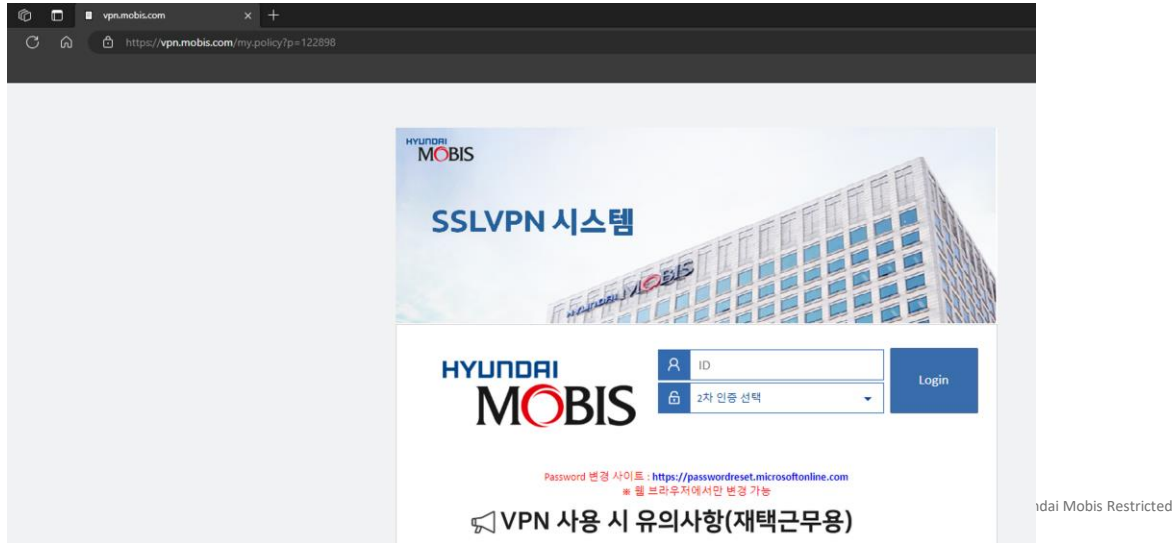 vpn.mobis.com
https://vpn.mobis.com/my.policy?p=122898
HYUNDAI
MOBIS
SSLVPN 시스템
HYUNDAI MOBIS
HYUNDAI
MOBIS
ID
2차 인증 선택
Login
Password 변경 사이트 : https://passwordreset.microsoftonline.com
※ 웹 브라우저에서만 변경 가능
VPN 사용 시 유의사항(재택근무용)
Mobis Restricted